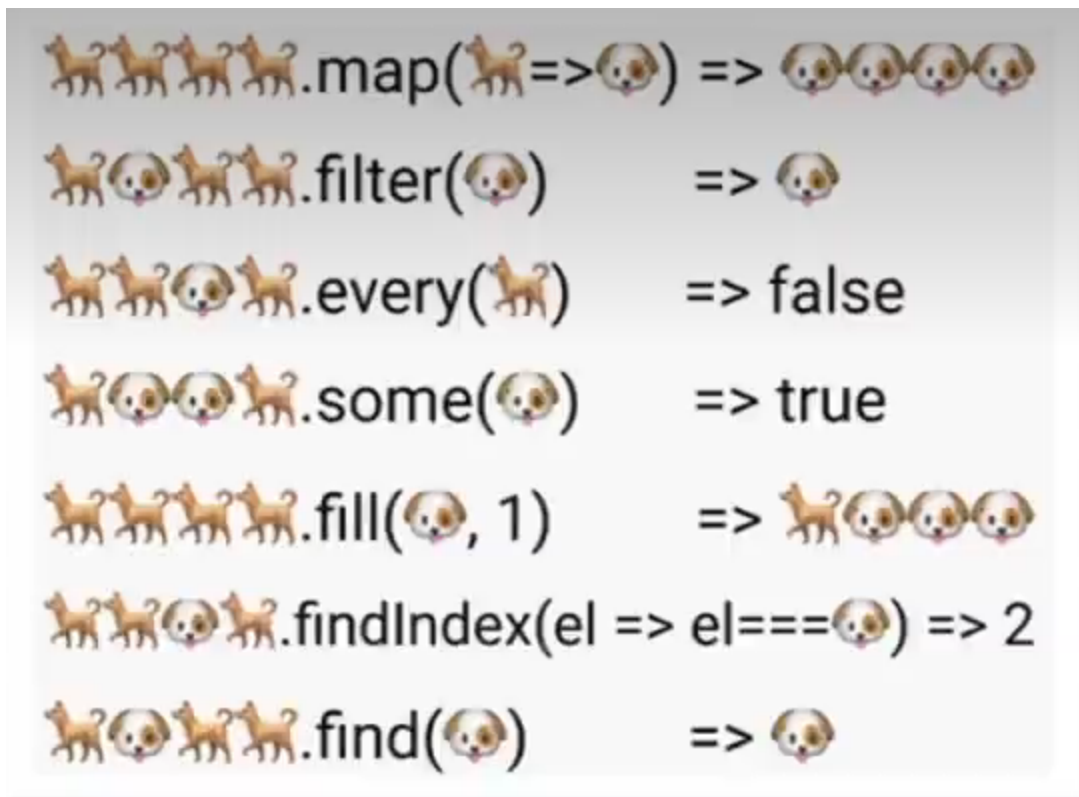 🐕🐕🐕🐕.map(🐕=>🐶) => 🐶🐶🐶🐶
🐕🐶🐕🐕.filter(🐶) => 🐶
🐕🐕🐶🐕.every(🐕) => false
🐕🐶🐶🐕.some(🐶) => true
🐕🐕🐕🐕.fill(🐶, 1) => 🐕🐶🐶🐶
🐕🐕🐶🐕.findIndex(el => el===🐶) => 2
🐕🐶🐕🐕.find(🐶) => 🐶